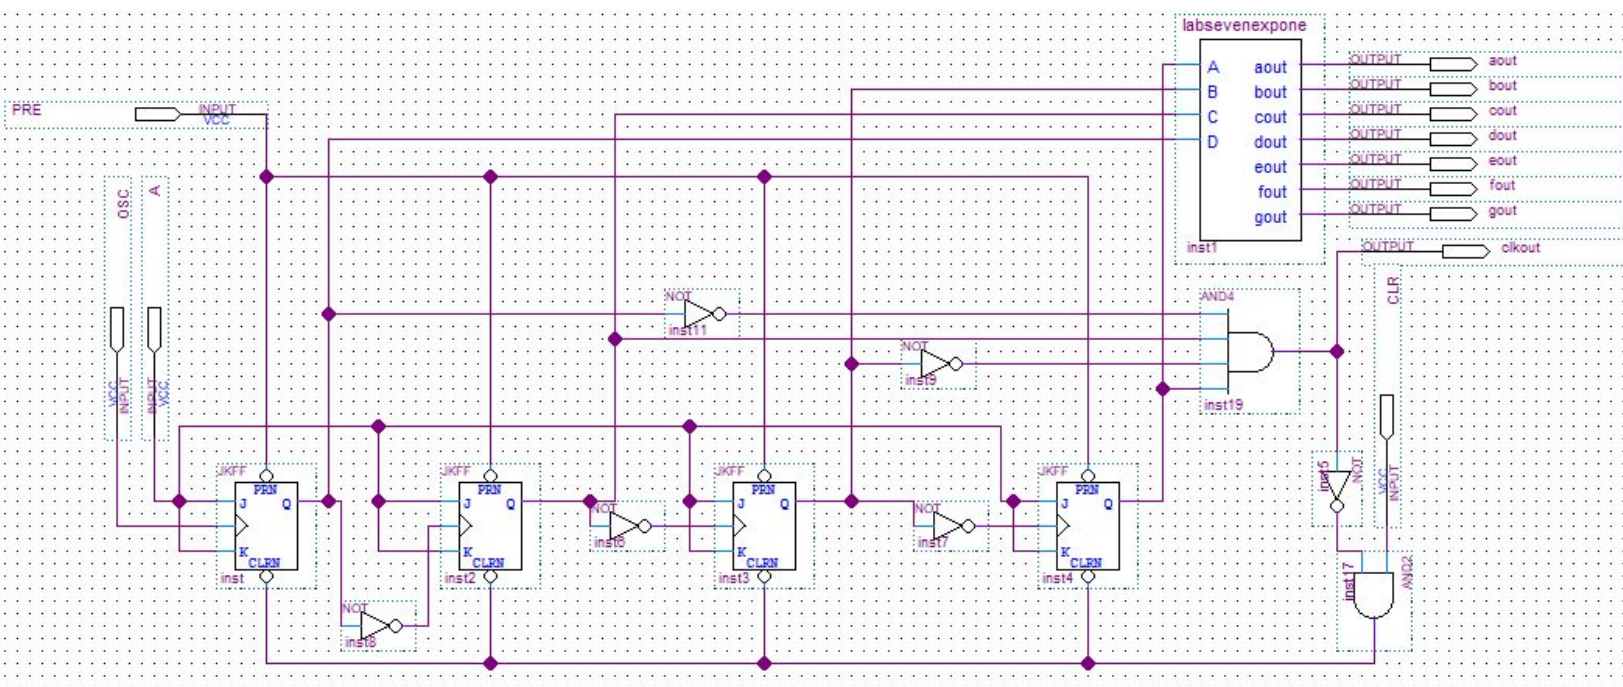 labsevenexpone
A aout
B bout
C cout
D dout
eout
fout
gout
inst1
OUTPUT aout
OUTPUT bout
OUTPUT cout
OUTPUT dout
OUTPUT eout
OUTPUT fout
OUTPUT gout
OUTPUT clkout
PRE INPUT
VCC
OSC
VCC
INPUT
A
INPUT
VCC
NOT
inst11
NOT
inst9
AND4
inst19
CLR
VCC
INPUT
JKFF
PRN
J Q
K
CLRN
inst
JKFF
PRN
J Q
K
CLRN
inst2
NOT
inst6
JKFF
PRN
J Q
K
CLRN
inst3
NOT
inst7
JKFF
PRN
J Q
K
CLRN
inst4
NOT
inst8
inst5
NOT
inst17
AND2